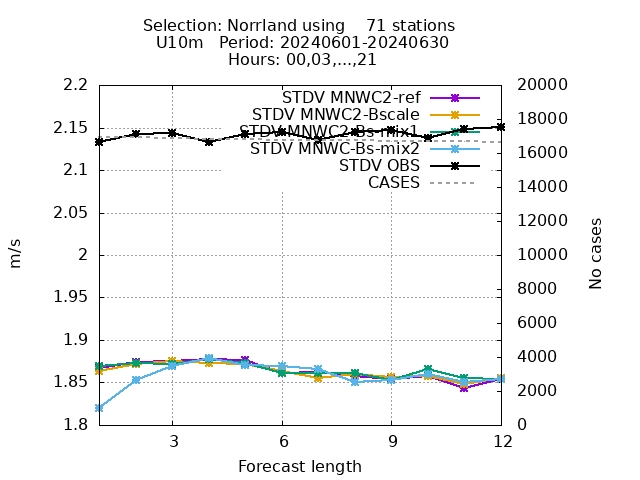 Selection: Norrland using 71 stations
U10m Period: 20240601-20240630
Hours: 00,03,...,21
STDV MNWC2-ref
STDV MNWC2-Bscale
STDV MNWC2-Bs-mix1
STDV MNWC-Bs-mix2
STDV OBS
CASES
2.2
2.15
2.1
2.05
2
1.95
1.9
1.85
1.8
m/s
20000
18000
16000
14000
12000
10000
8000
6000
4000
2000
0
No cases
3 6 9 12
Forecast length